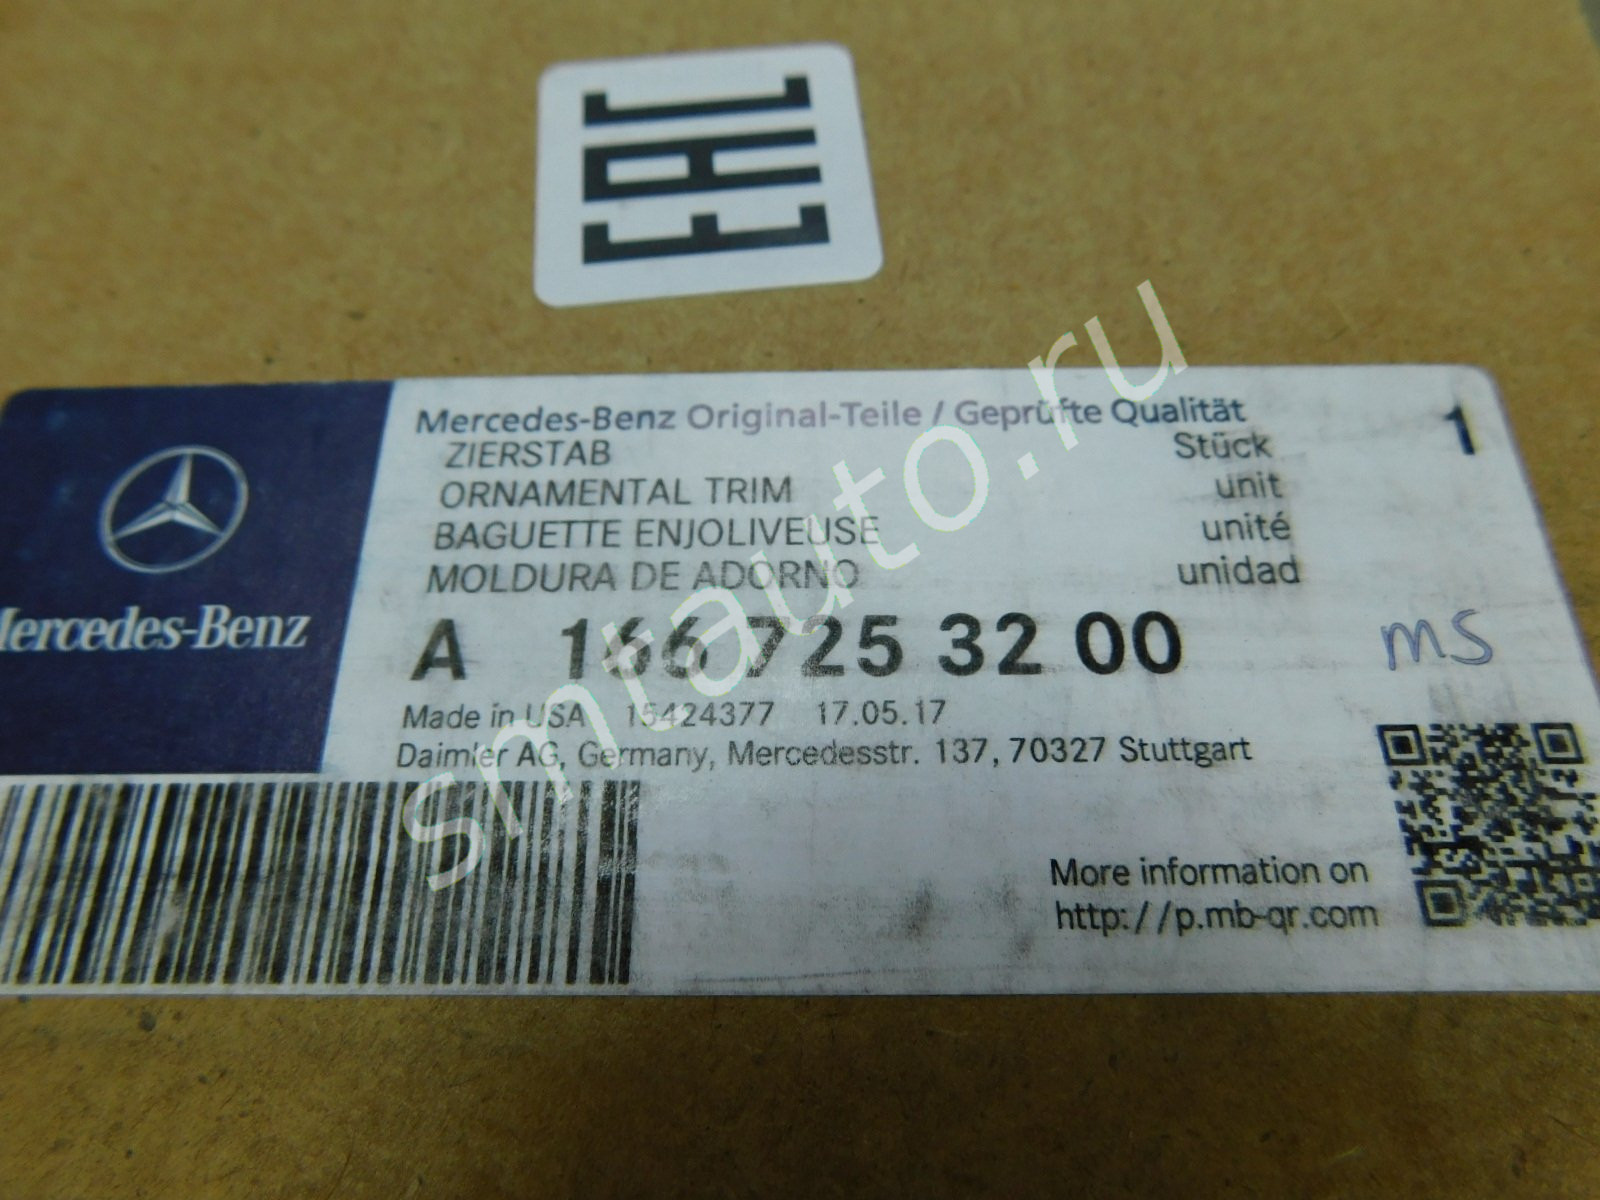 EAC
Mercedes-Benz Original-Teile / Geprüfte Qualität
ZIERSTAB Stück 1
ORNAMENTAL TRIM unit
BAGUETTE ENJOLIVEUSE unité
MOLDURA DE ADORNO unidad
A 166 725 32 00
ms
Mercedes-Benz
Made in USA 15424377 17.05.17
Daimler AG, Germany, Mercedesstr. 137, 70327 Stuttgart
More information on
http://p.mb-qr.com
smtauto.ru